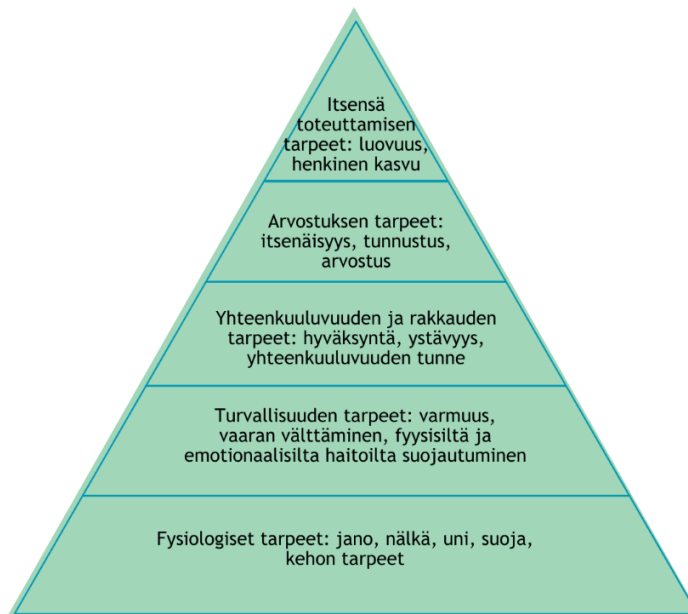 Itsensä
toteuttamisen
tarpeet: luovuus,
henkinen kasvu
Arvostuksen tarpeet:
itsenäisyys, tunnustus,
arvostus
Yhteenkuuluvuuden ja rakkauden
tarpeet: hyväksyntä, ystävyys,
yhteenkuuluvuuden tunne
Turvallisuuden tarpeet: varmuus,
vaaran välttäminen, fyysisiltä ja
emotionaalisilta haitoilta suojautuminen
Fysiologiset tarpeet: jano, nälkä, uni, suoja,
kehon tarpeet